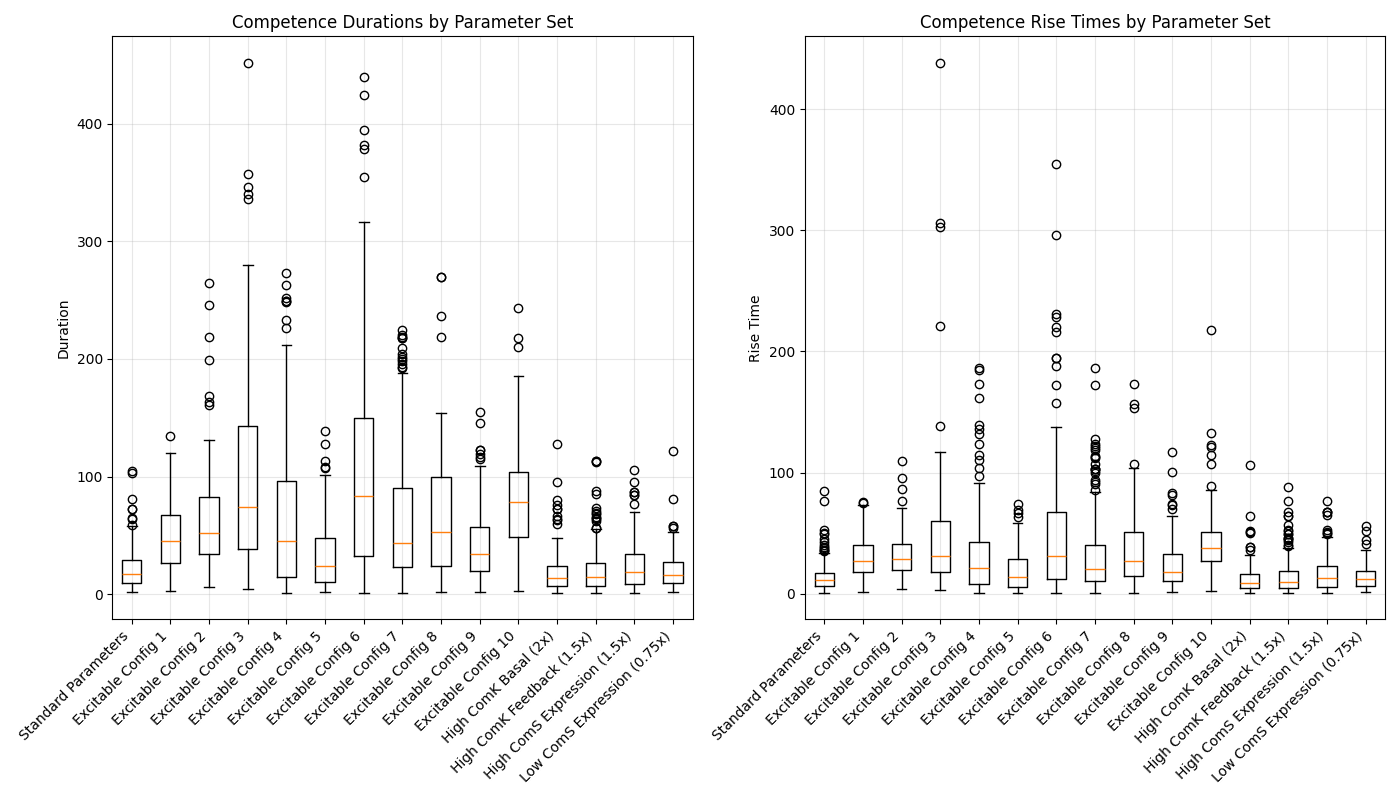 Competence Durations by Parameter Set
Duration
400
300
200
100
0
Standard Parameters
Excitable Config 1
Excitable Config 2
Excitable Config 3
Excitable Config 4
Excitable Config 5
Excitable Config 6
Excitable Config 7
Excitable Config 8
Excitable Config 9
Excitable Config 10
High ComK Basal (2x)
High ComK Feedback (1.5x)
High ComS Expression (1.5x)
Low ComS Expression (0.75x)
Competence Rise Times by Parameter Set
Rise Time
400
300
200
100
0
Standard Parameters
Excitable Config 1
Excitable Config 2
Excitable Config 3
Excitable Config 4
Excitable Config 5
Excitable Config 6
Excitable Config 7
Excitable Config 8
Excitable Config 9
Excitable Config 10
High ComK Basal (2x)
High ComK Feedback (1.5x)
High ComS Expression (1.5x)
Low ComS Expression (0.75x)